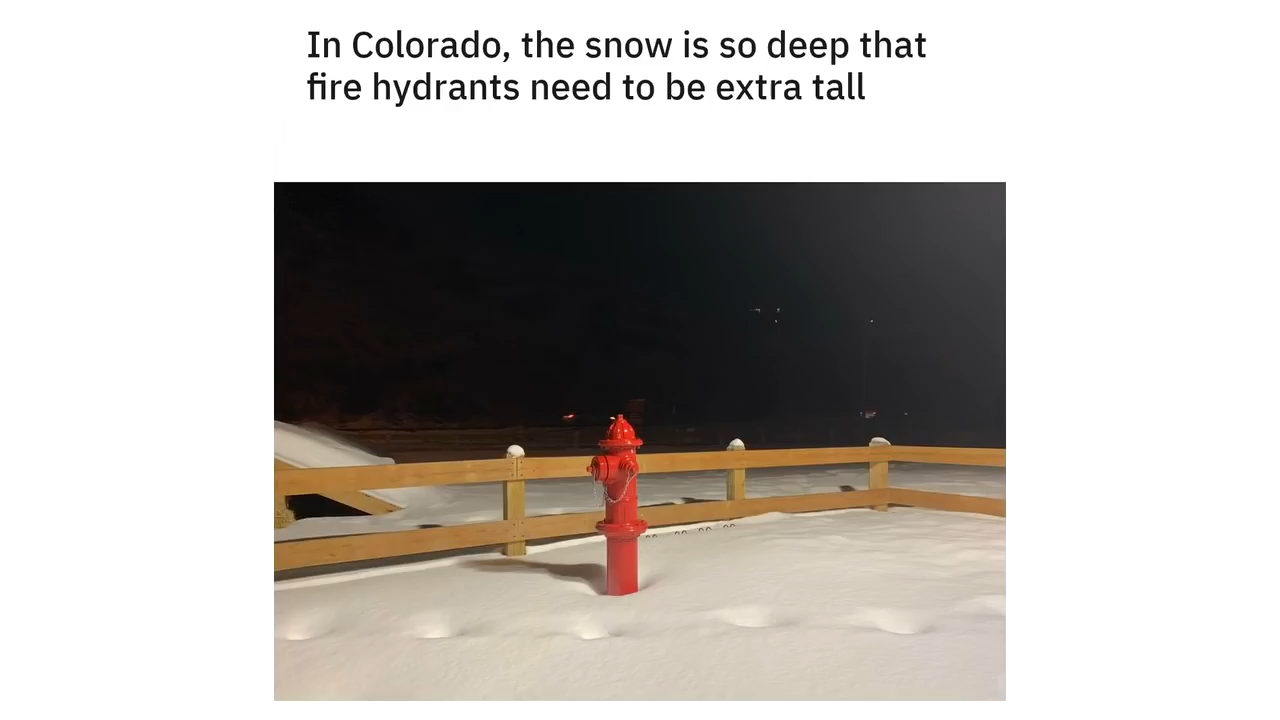 In Colorado, the snow is so deep that
fire hydrants need to be extra tall